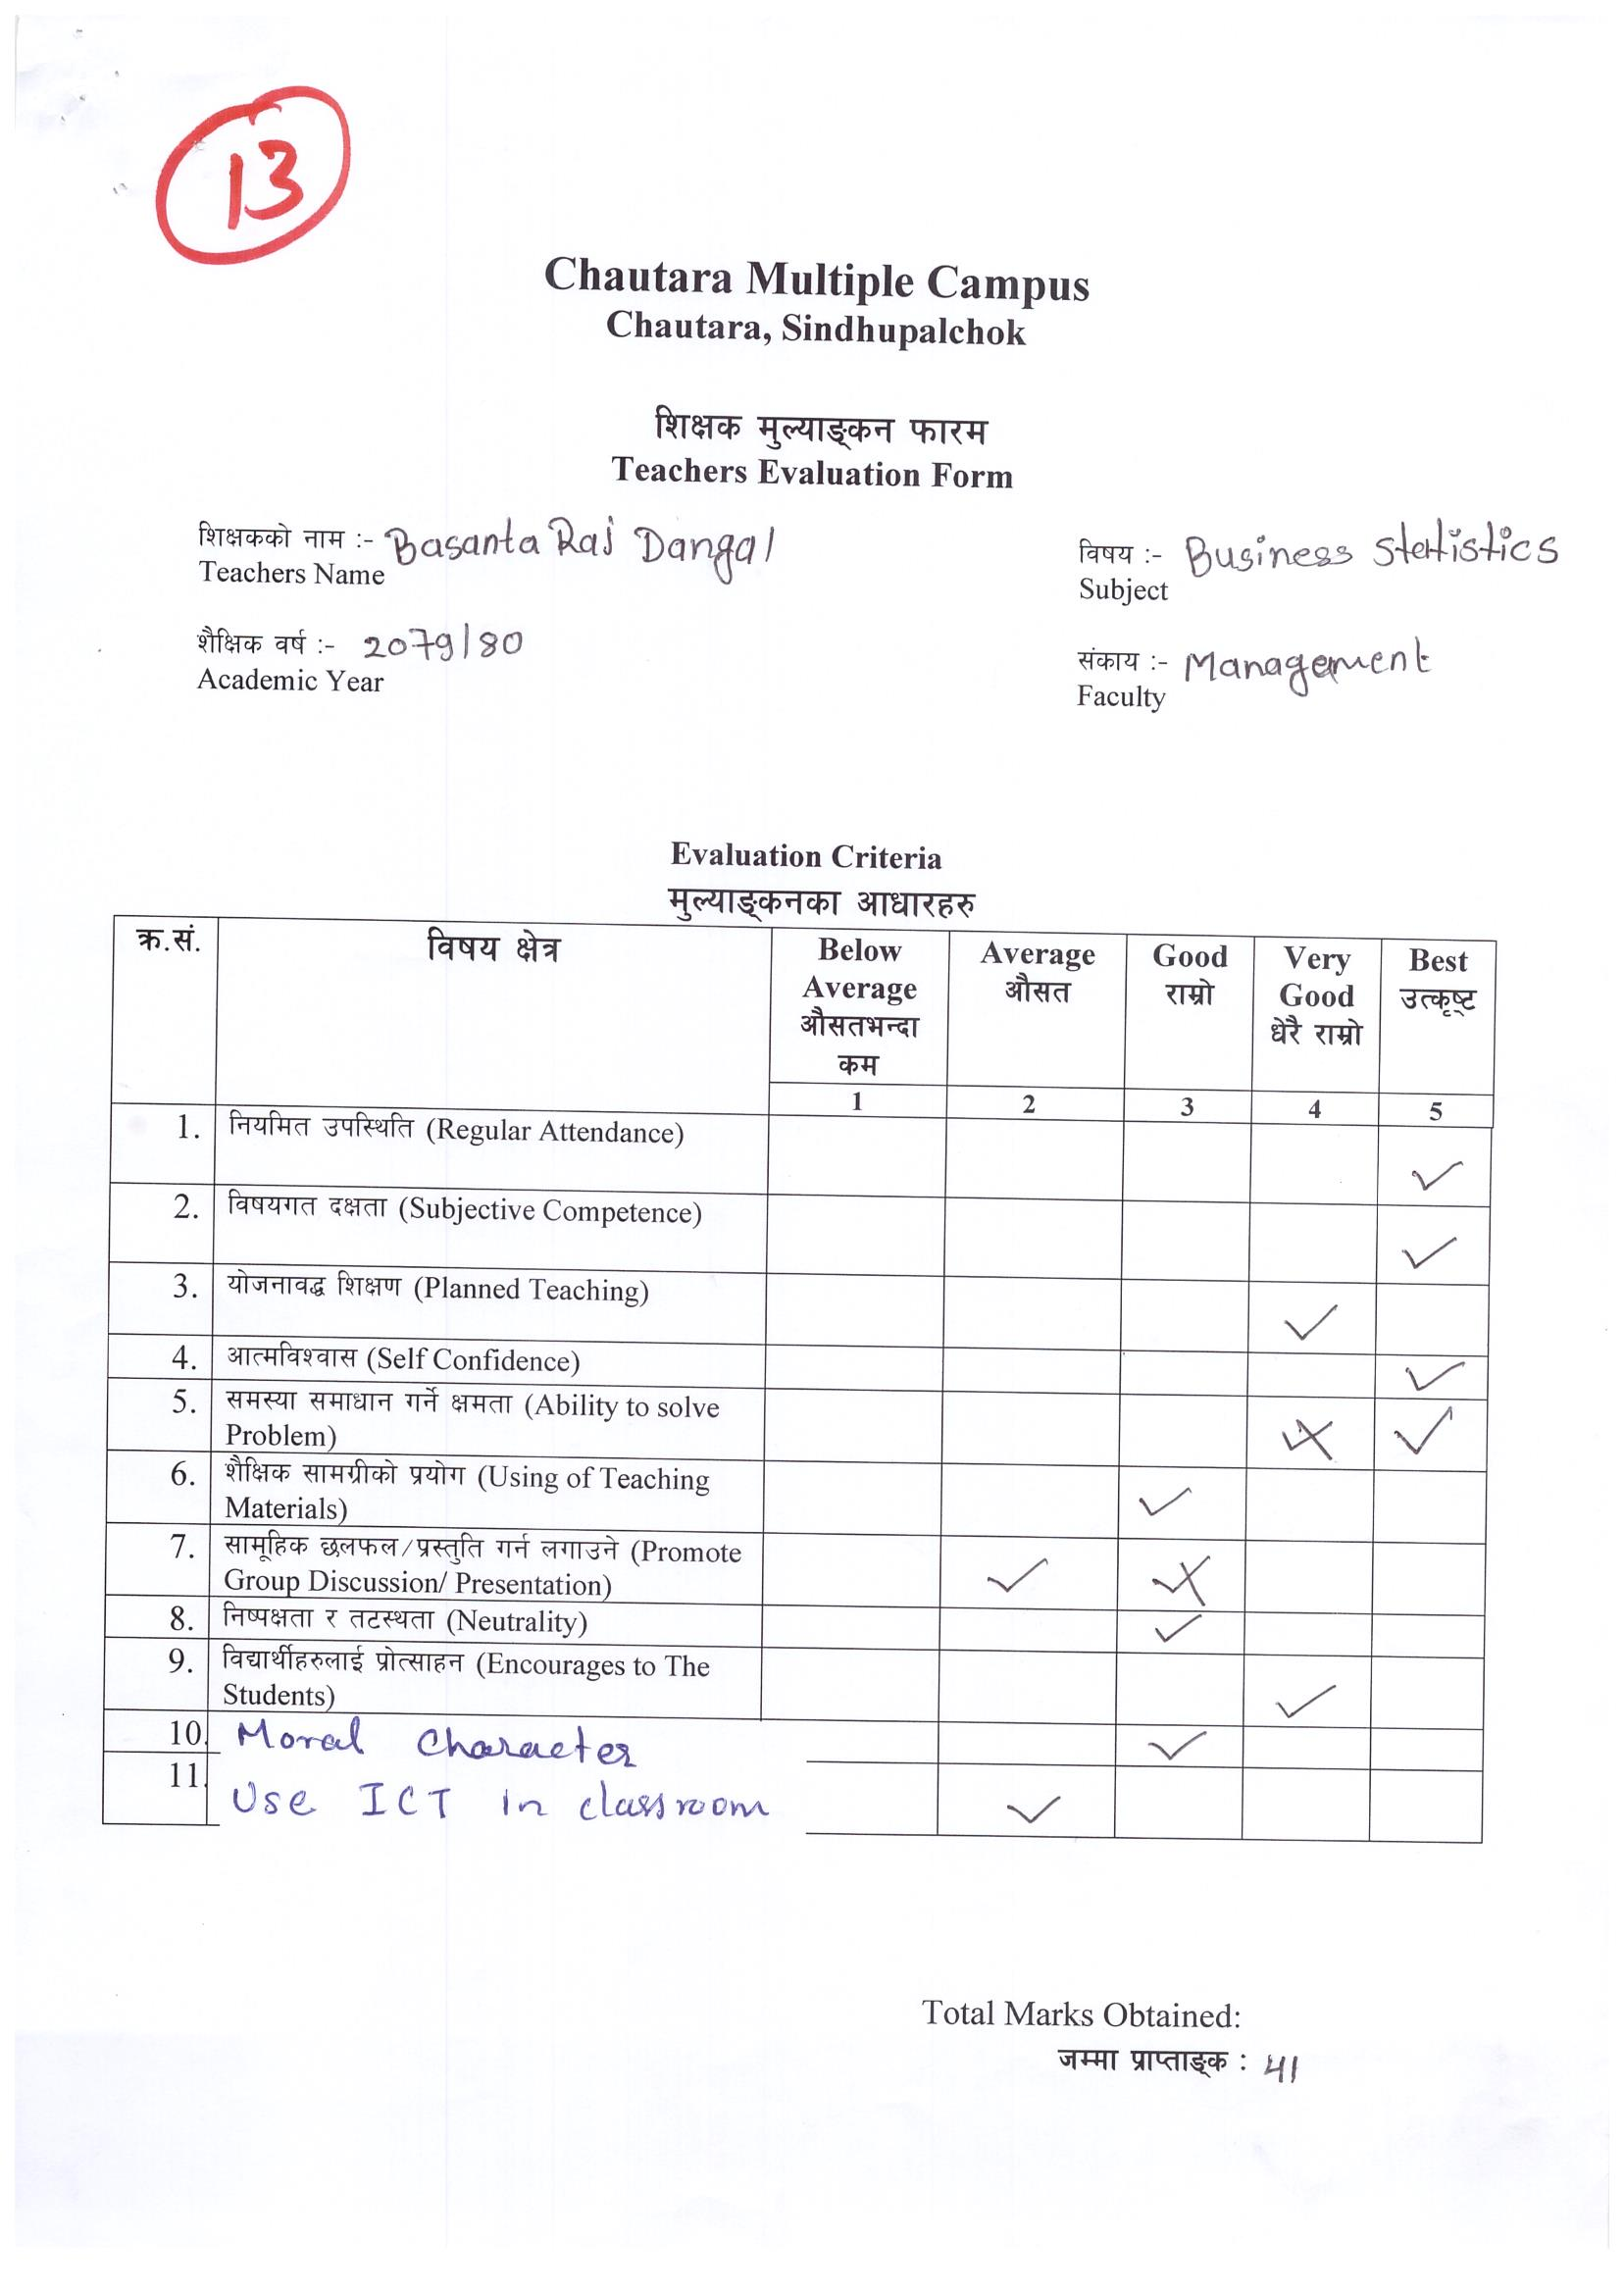 13
Chautara Multiple Campus
Chautara, Sindhupalchok
शिक्षक मुल्याङ्कन फारम
Teachers Evaluation Form
शिक्षकको नाम :- Basanta Raj Dangal
Teachers Name
विषय :- Business Statistics
Subject
शैक्षिक वर्ष :- 2079/80
Academic Year
संकाय :- Management
Faculty
Evaluation Criteria
मुल्याङ्कनका आधारहरु
क्र.सं. विषय क्षेत्र Below Average औसतभन्दा कम Average औसत Good राम्रो Very Good धेरै राम्रो Best उत्कृष्ट
1 2 3 4 5
1. नियमित उपस्थिति (Regular Attendance) ✓
2. विषयगत दक्षता (Subjective Competence) ✓
3. योजनावद्ध शिक्षण (Planned Teaching) ✓
4. आत्मविश्वास (Self Confidence) ✓
5. समस्या समाधान गर्ने क्षमता (Ability to solve
Problem) ✓
6. शैक्षिक सामग्रीको प्रयोग (Using of Teaching
Materials) ✓
7. सामूहिक छलफल/प्रस्तुति गर्न लगाउने (Promote
Group Discussion/ Presentation) ✓
8. निष्पक्षता र तटस्थता (Neutrality) ✓
9. विद्यार्थीहरुलाई प्रोत्साहन (Encourages to The
Students) ✓
10. Moral Character ✓
11. Use ICT in classroom ✓
Total Marks Obtained:
जम्मा प्राप्ताङ्क : 41